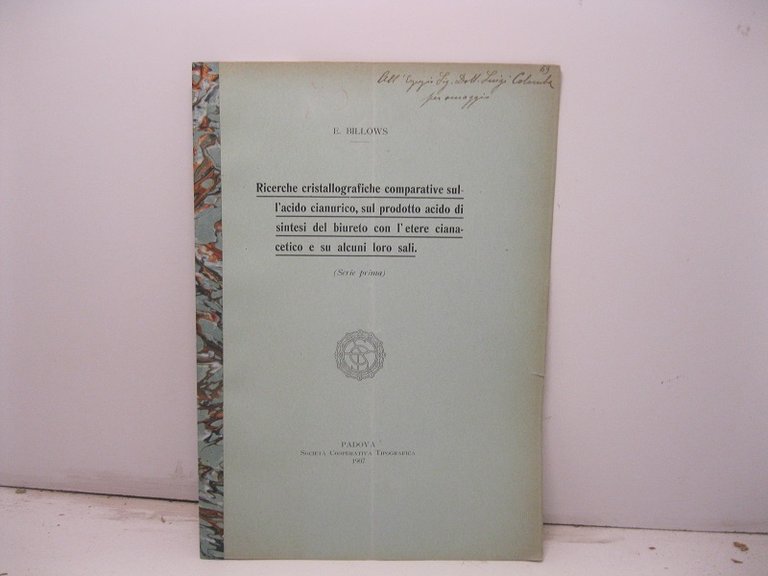 69
All'Egregio Sig. Dott. Luigi Colomba
per omaggio
E. BILLOWS
Ricerche cristallografiche comparative sul-
l'acido cianurico, sul prodotto acido di
sintesi del biureto con l'etere ciana-
cetico e su alcuni loro sali.
(Serie prima)
PADOVA
SOCIETÀ COOPERATIVA TIPOGRAFICA
1907